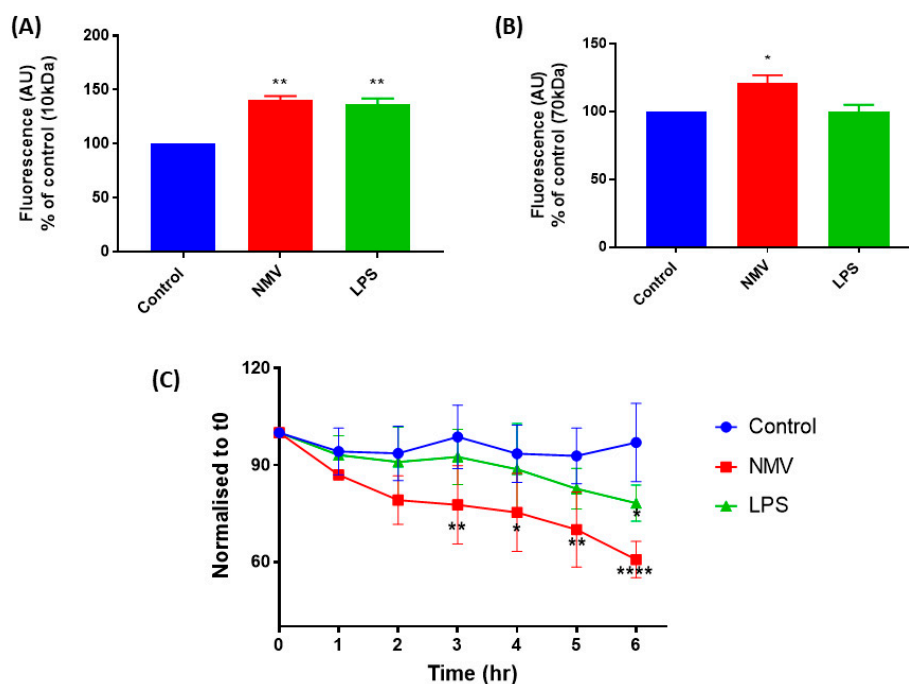 (A)
Fluorescence (AU)
% of control (10kDa)
200
150
100
50
0
** **
Control NMV LPS
(B)
Fluorescence (AU)
% of control (70kDa)
150
100
50
0
*
Control NMV LPS
(C)
Normalised to t0
120
90
60
** * ** **** *
0 1 2 3 4 5 6
Time (hr)
Control
NMV
LPS